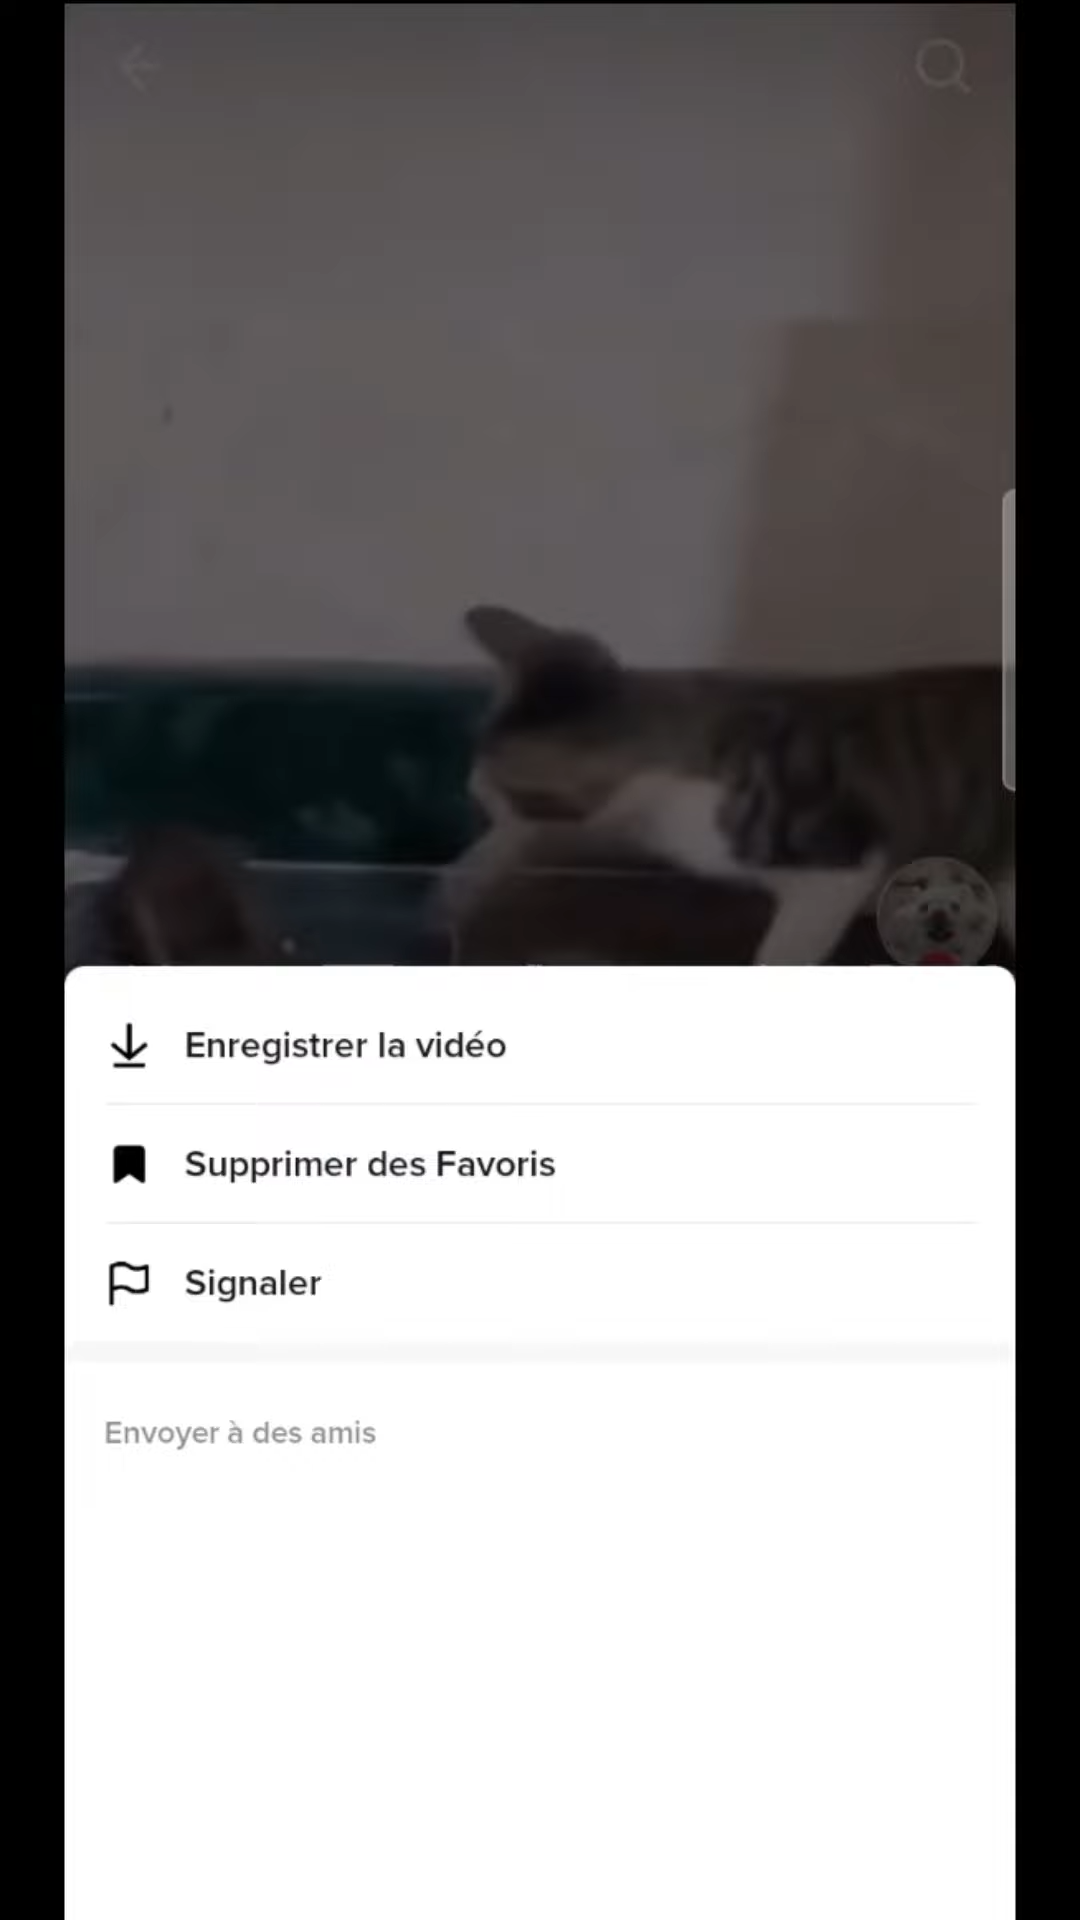 Enregistrer la vidéo
Supprimer des Favoris
Signaler
Envoyer à des amis